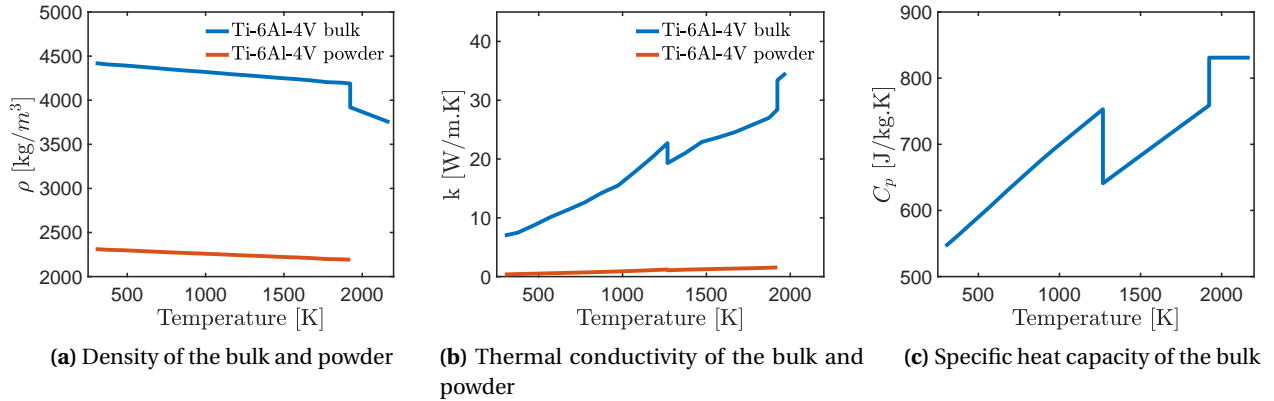 5000
4500
4000
3500
3000
2500
2000
ρ [kg/m³]
Ti-6Al-4V bulk
Ti-6Al-4V powder
500 1000 1500 2000
Temperature [K]
(a) Density of the bulk and powder
40
30
20
10
0
k [W/m.K]
Ti-6Al-4V bulk
Ti-6Al-4V powder
500 1000 1500 2000
Temperature [K]
(b) Thermal conductivity of the bulk and
powder
900
800
700
600
500
C_p [J/kg.K]
500 1000 1500 2000
Temperature [K]
(c) Specific heat capacity of the bulk